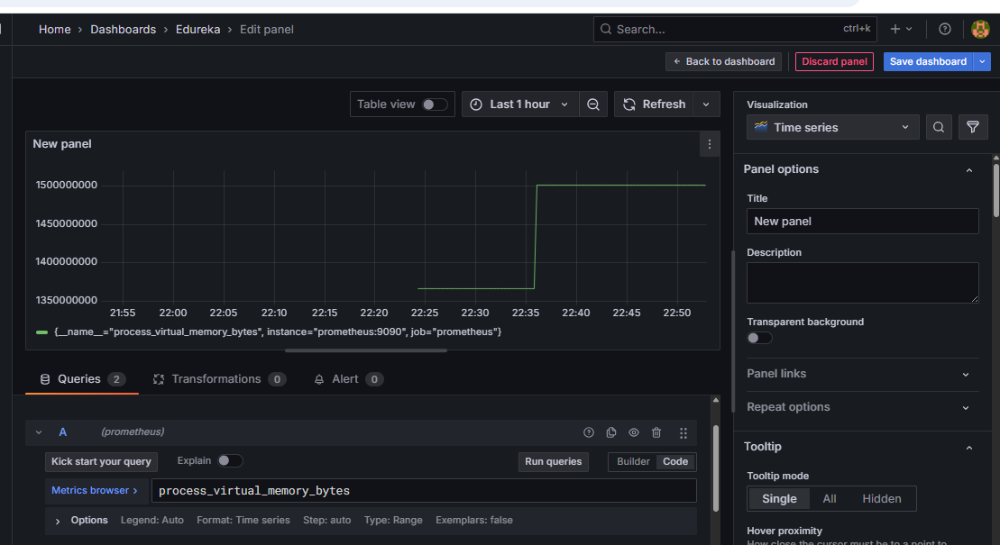 Home > Dashboards > Edureka > Edit panel
Search... ctrl+k
Back to dashboard Discard panel Save dashboard
Table view Last 1 hour Refresh
New panel
1500000000
1450000000
1400000000
1350000000
21:55 22:00 22:05 22:10 22:15 22:20 22:25 22:30 22:35 22:40 22:45 22:50
{__name__="process_virtual_memory_bytes", instance="prometheus:9090", job="prometheus"}
Queries 2 Transformations 0 Alert 0
A (prometheus)
Kick start your query Explain Run queries Builder Code
Metrics browser > process_virtual_memory_bytes
> Options Legend: Auto Format: Time series Step: auto Type: Range Exemplars: false
Visualization
Time series
Panel options
Title
New panel
Description
Transparent background
Panel links
Repeat options
Tooltip
Tooltip mode
Single All Hidden
Hover proximity
How close the cursor must be to a point to